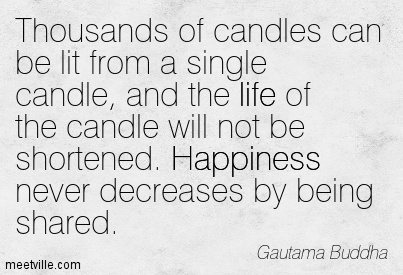 Thousands of candles can
be lit from a single
candle, and the life of
the candle will not be
shortened. Happiness
never decreases by being
shared.
Gautama Buddha
meetville.com